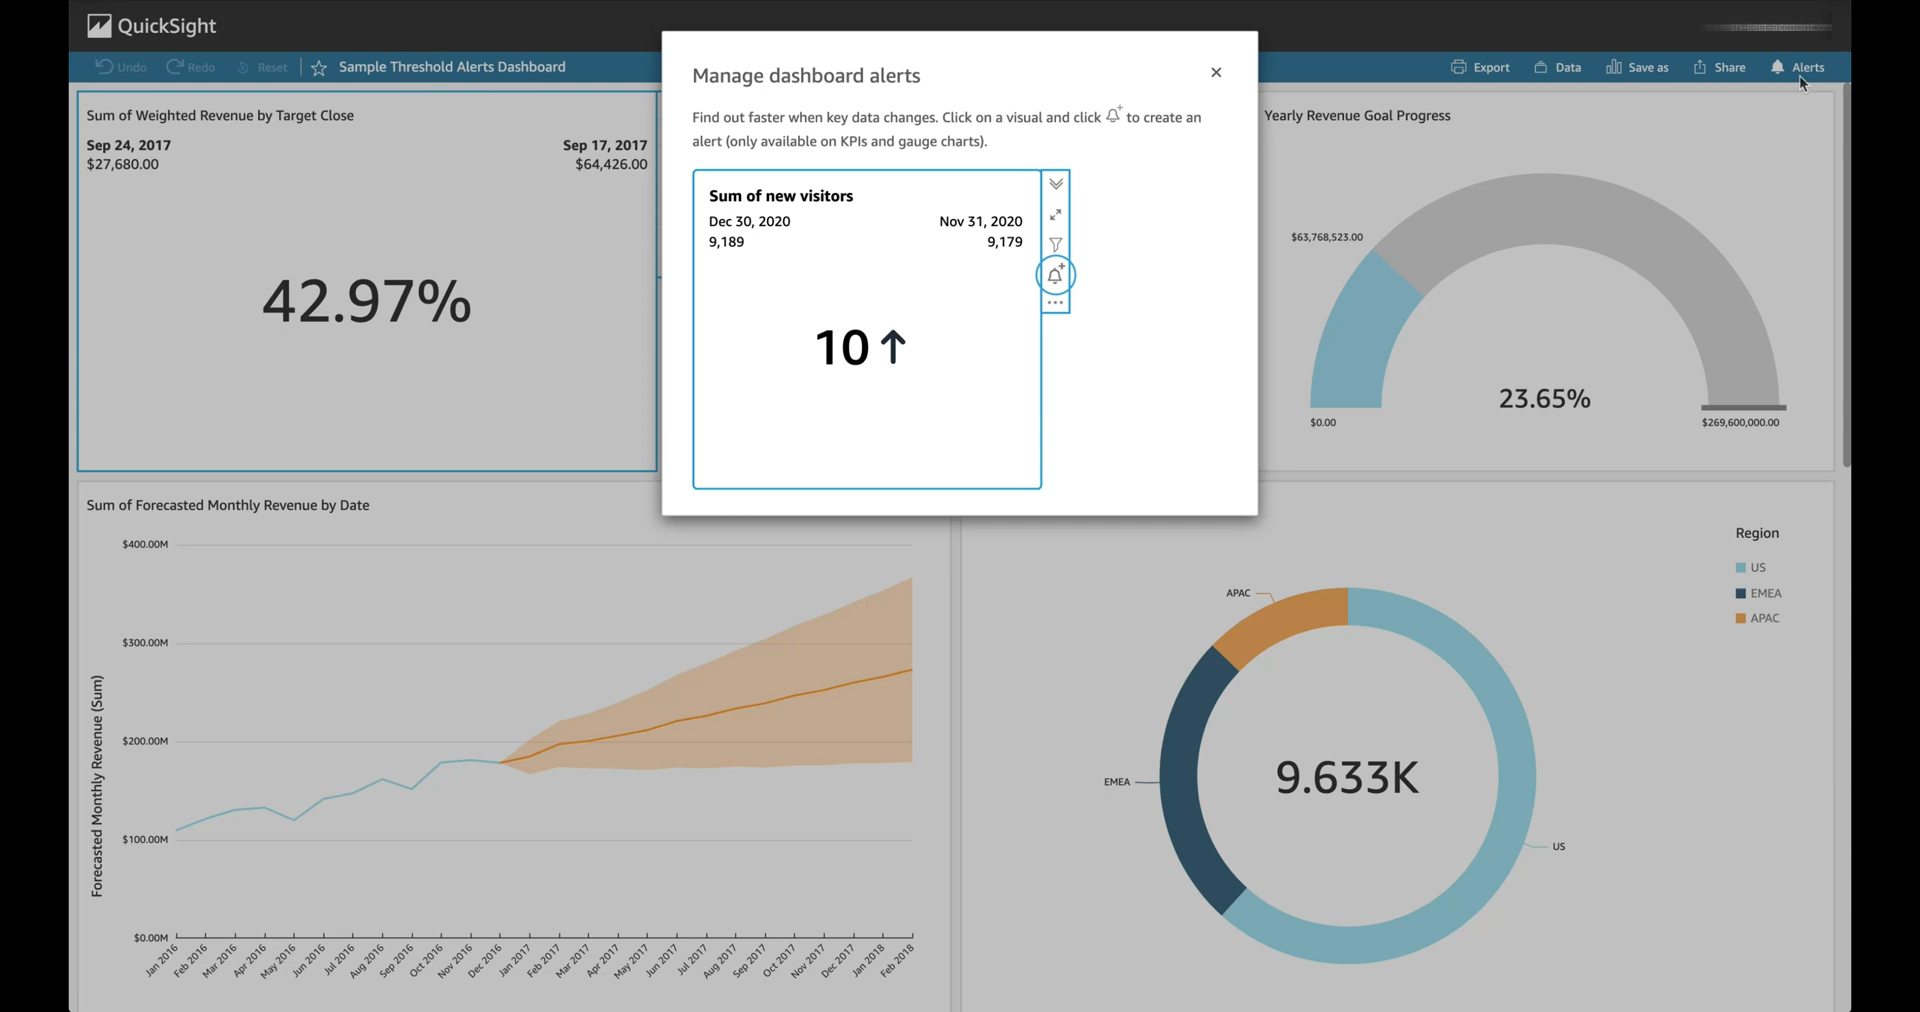 QuickSight
Undo Redo Reset Sample Threshold Alerts Dashboard Export Data Save as Share Alerts
Manage dashboard alerts
Find out faster when key data changes. Click on a visual and click to create an
alert (only available on KPIs and gauge charts).
Sum of new visitors
Dec 30, 2020 Nov 31, 2020
9,189 9,179
10
Sum of Weighted Revenue by Target Close
Sep 24, 2017 Sep 17, 2017
$27,680.00 $64,426.00
42.97%
Yearly Revenue Goal Progress
$63,768,523.00
23.65%
$0.00 $269,600,000.00
Sum of Forecasted Monthly Revenue by Date
Forecasted Monthly Revenue (Sum)
$400.00M
$300.00M
$200.00M
$100.00M
$0.00M
Jan 2016 Feb 2016 Mar 2016 Apr 2016 May 2016 Jun 2016 Jul 2016 Aug 2016 Sep 2016 Oct 2016 Nov 2016 Dec 2016 Jan 2017 Feb 2017 Mar 2017 Apr 2017 May 2017 Jun 2017 Jul 2017 Aug 2017 Sep 2017 Oct 2017 Nov 2017 Dec 2017 Jan 2018 Feb 2018
Region
US
EMEA
APAC
APAC
EMEA
9.633K
US